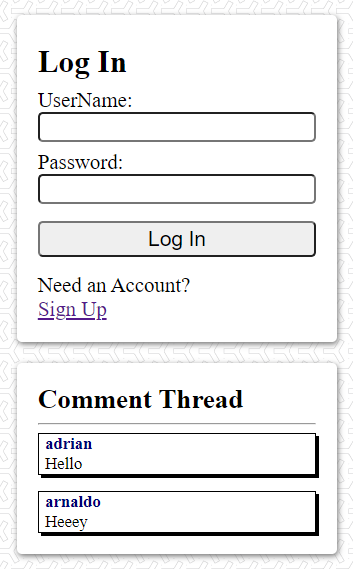 Log In
UserName:
Password:
Log In
Need an Account?
Sign Up
Comment Thread
adrian
Hello
arnaldo
Heeey